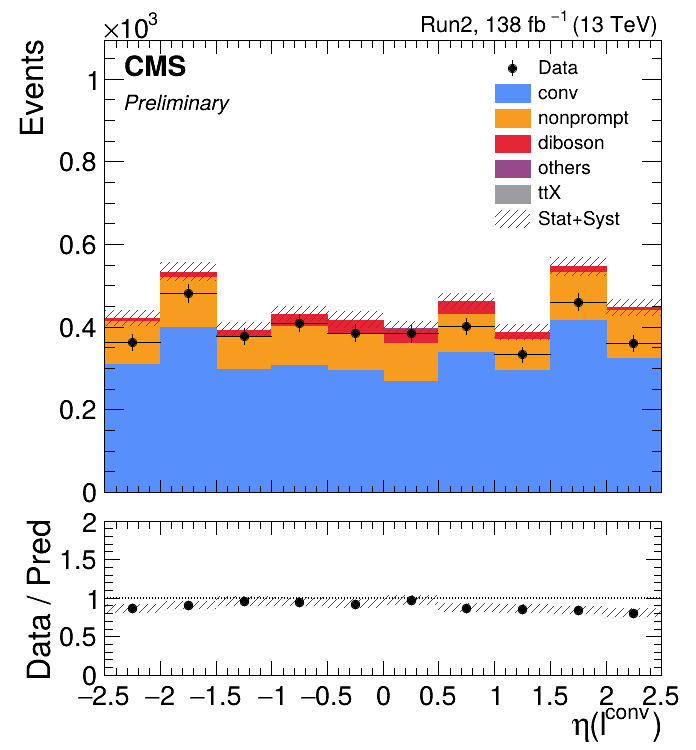 ×10³
Run2, 138 fb⁻¹ (13 TeV)
CMS
Preliminary
Data
conv
nonprompt
diboson
others
ttX
Stat+Syst
Events
1
0.8
0.6
0.4
0.2
0
Data / Pred
2
1.5
1
0.5
0
−2.5 −2 −1.5 −1 −0.5 0 0.5 1 1.5 2 2.5
η(l^conv)